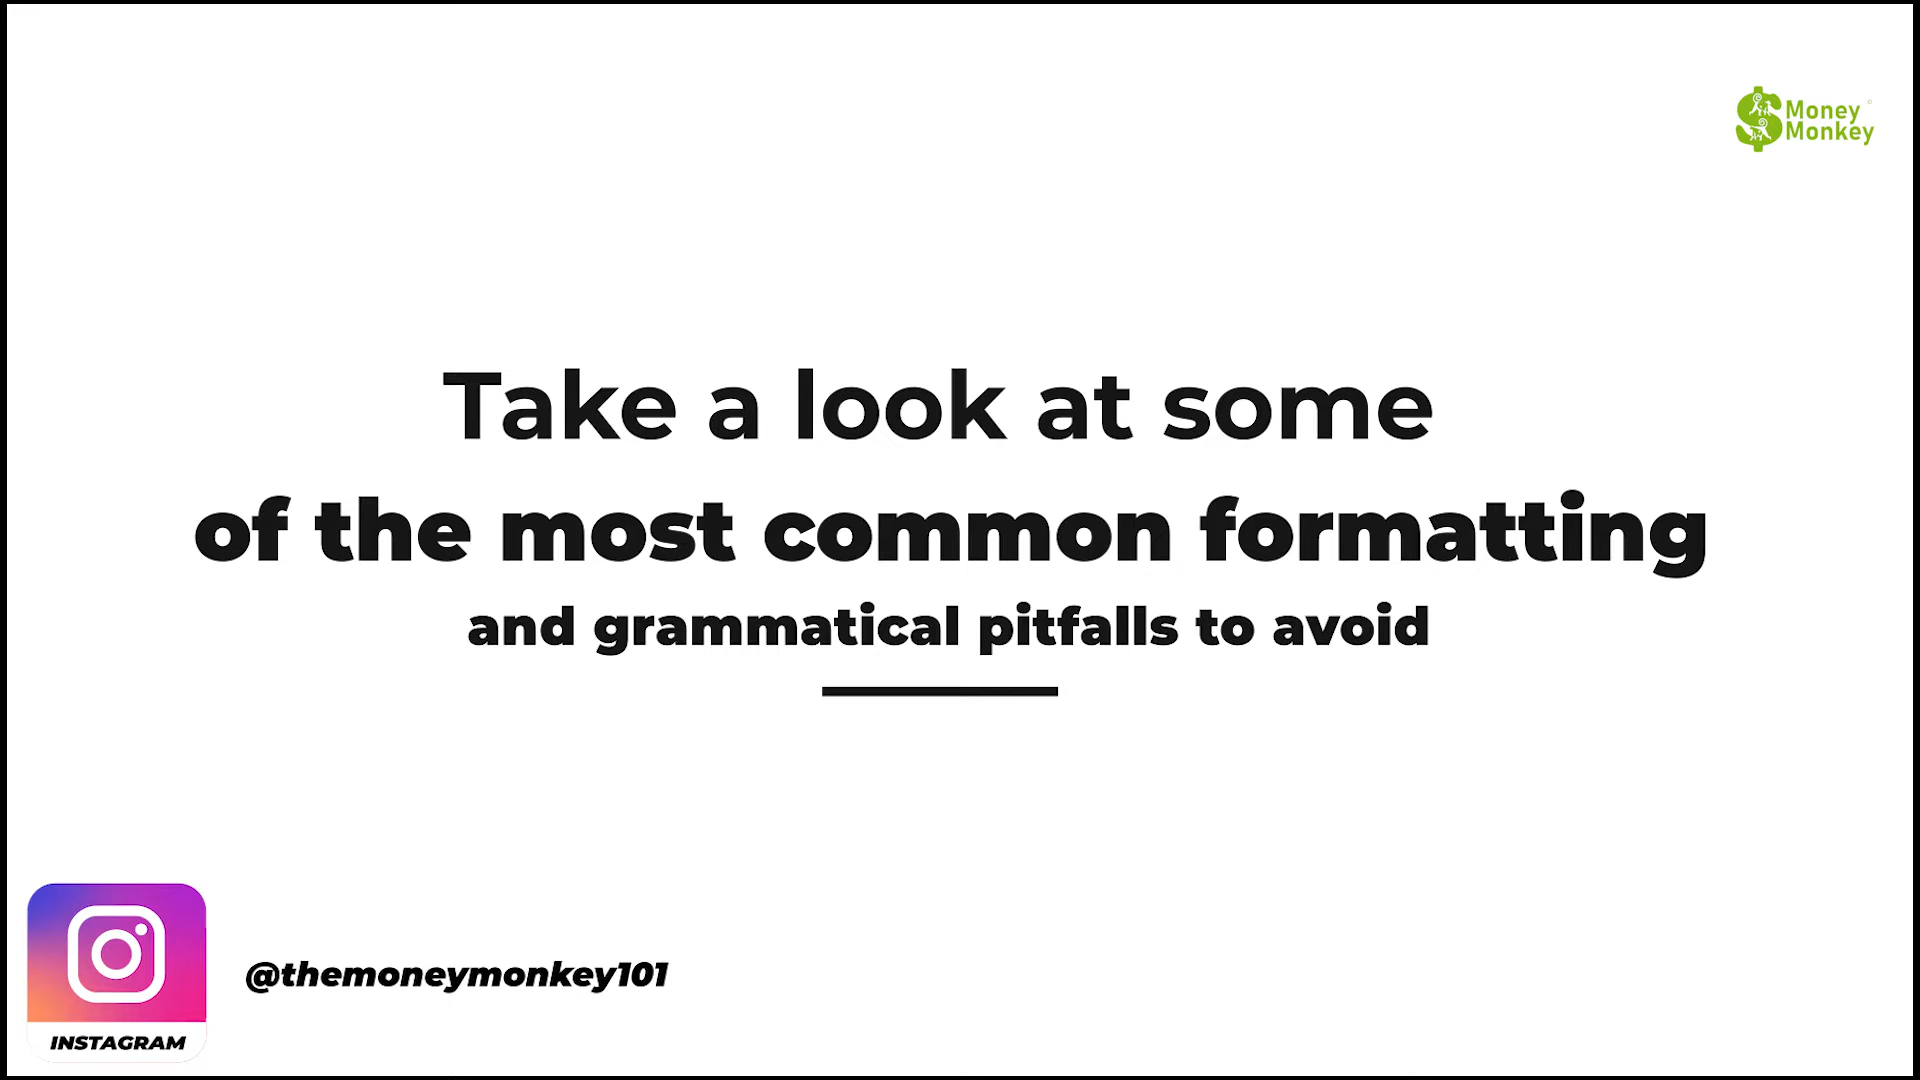 Money
Monkey
Take a look at some
of the most common formatting
and grammatical pitfalls to avoid
@themoneymonkey101
INSTAGRAM